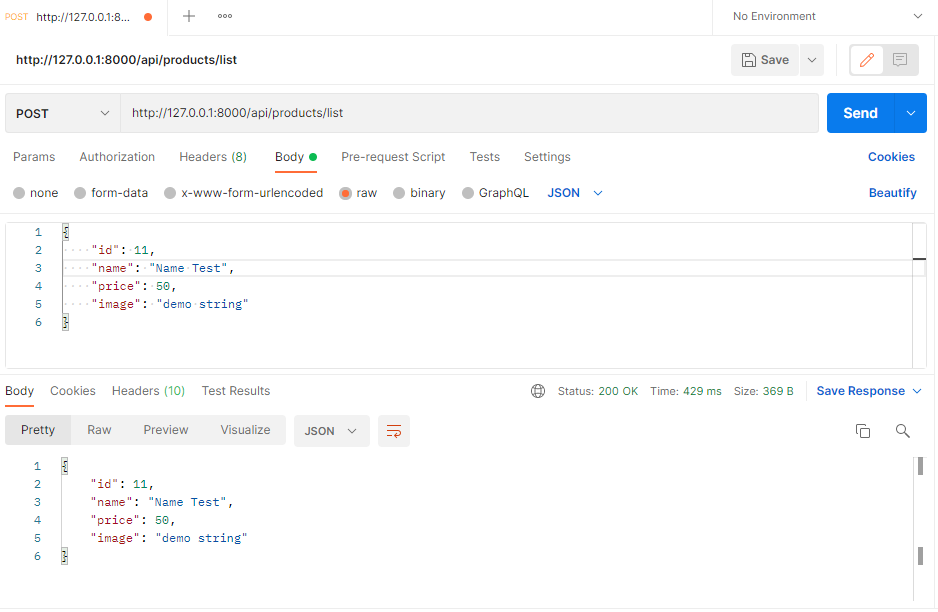 POST http://127.0.0.1:8... No Environment
http://127.0.0.1:8000/api/products/list Save
POST http://127.0.0.1:8000/api/products/list Send
Params Authorization Headers (8) Body Pre-request Script Tests Settings Cookies
none form-data x-www-form-urlencoded raw binary GraphQL JSON Beautify
1 {
2 "id": 11,
3 "name": "Name Test",
4 "price": 50,
5 "image": "demo string"
6 }
Body Cookies Headers (10) Test Results Status: 200 OK Time: 429 ms Size: 369 B Save Response
Pretty Raw Preview Visualize JSON
1 {
2 "id": 11,
3 "name": "Name Test",
4 "price": 50,
5 "image": "demo string"
6 }